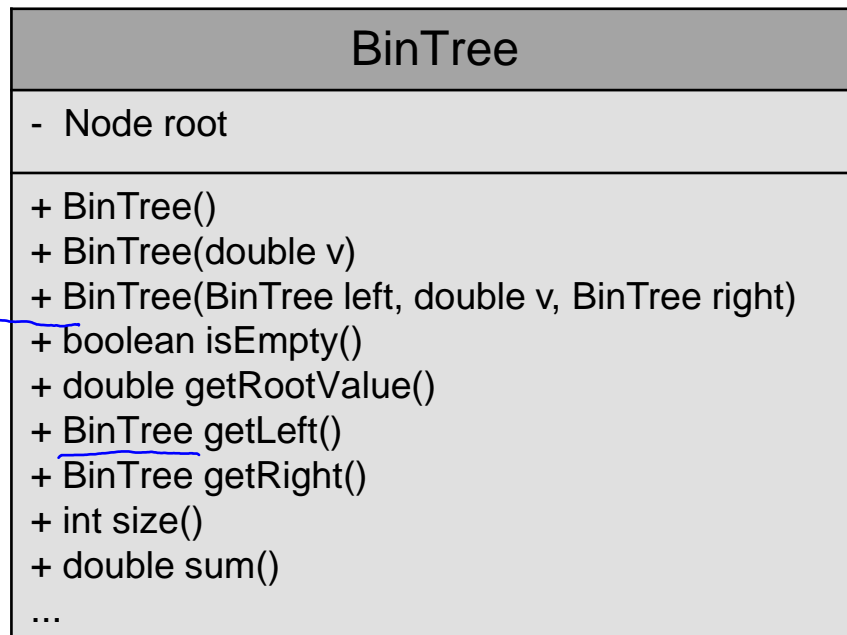 BinTree
- Node root
+ BinTree()
+ BinTree(double v)
+ BinTree(BinTree left, double v, BinTree right)
+ boolean isEmpty()
+ double getRootValue()
+ BinTree getLeft()
+ BinTree getRight()
+ int size()
+ double sum()
...